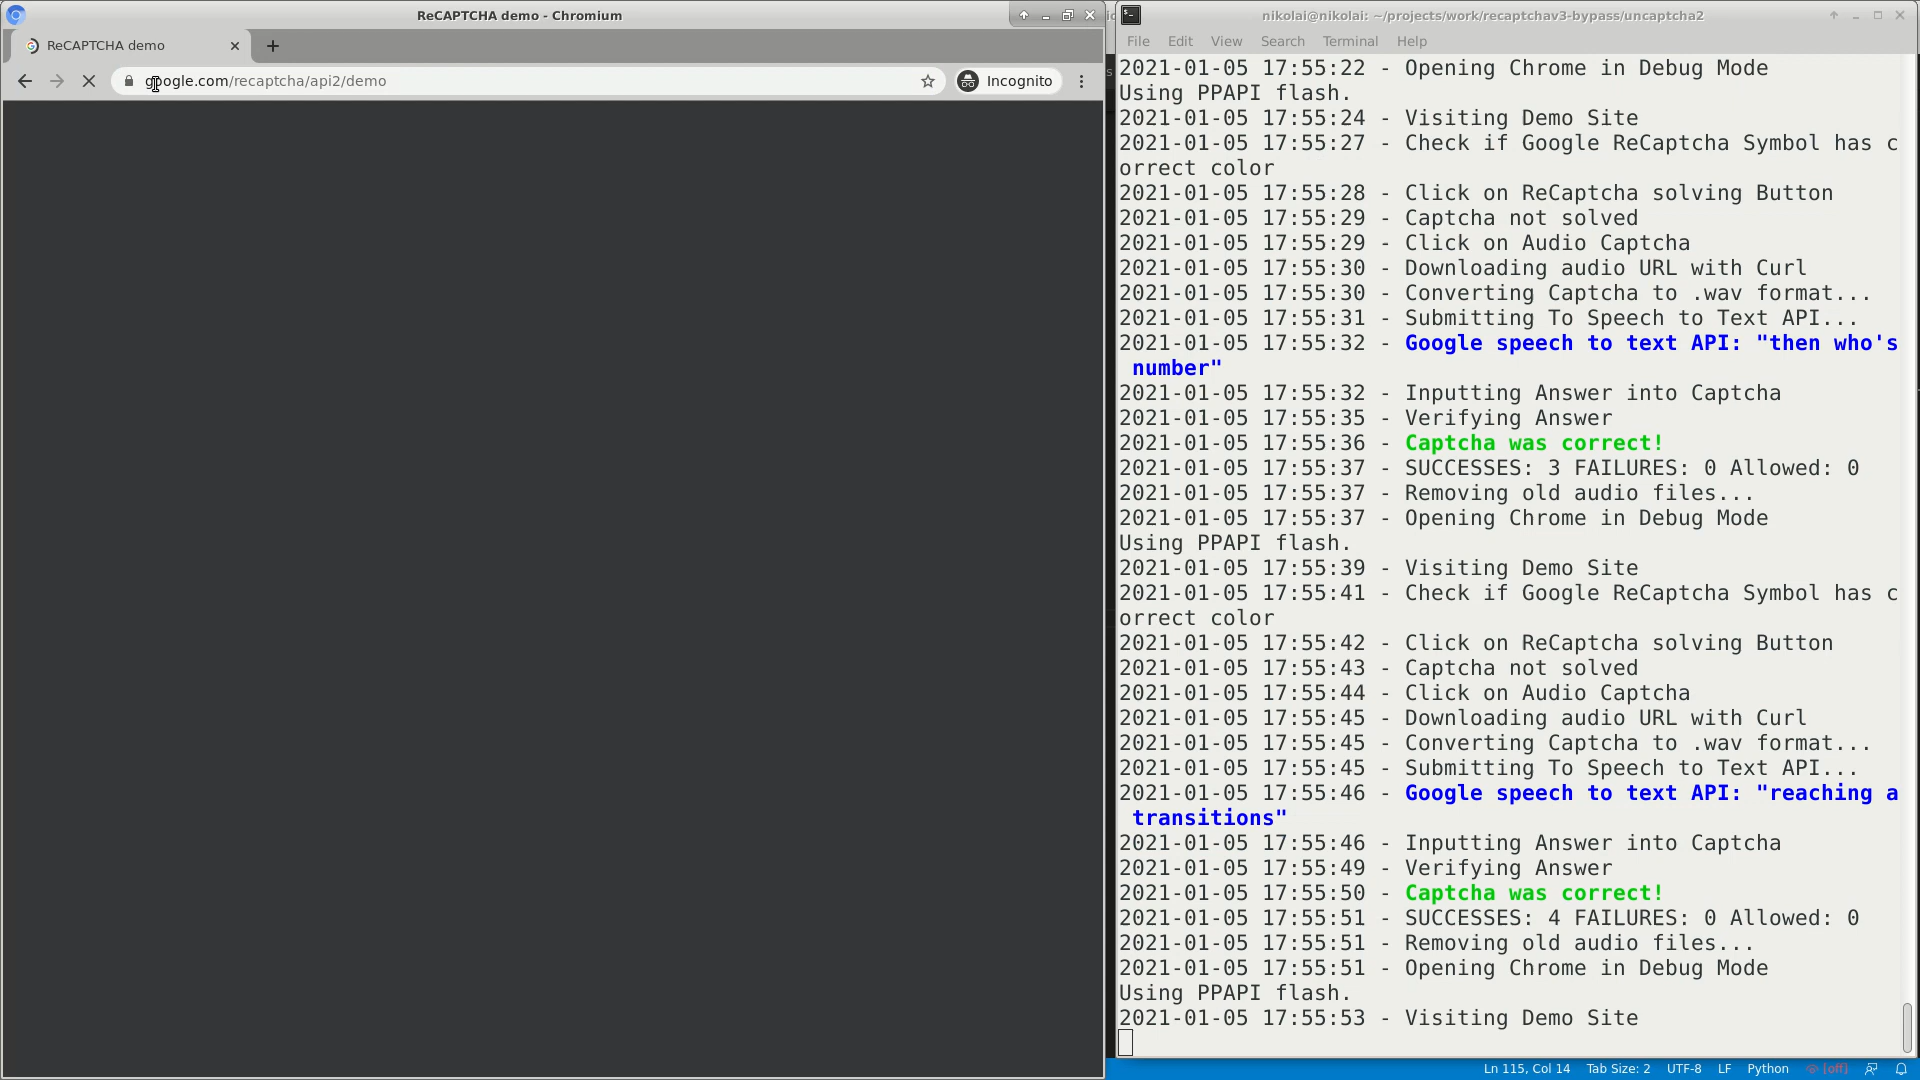 ReCAPTCHA demo - Chromium
ReCAPTCHA demo
google.com/recaptcha/api2/demo
Incognito
nikolai@nikolai: ~/projects/work/recaptchav3-bypass/uncaptcha2
File Edit View Search Terminal Help
2021-01-05 17:55:22 - Opening Chrome in Debug Mode
Using PPAPI flash.
2021-01-05 17:55:24 - Visiting Demo Site
2021-01-05 17:55:27 - Check if Google ReCaptcha Symbol has c
orrect color
2021-01-05 17:55:28 - Click on ReCaptcha solving Button
2021-01-05 17:55:29 - Captcha not solved
2021-01-05 17:55:29 - Click on Audio Captcha
2021-01-05 17:55:30 - Downloading audio URL with Curl
2021-01-05 17:55:30 - Converting Captcha to .wav format...
2021-01-05 17:55:31 - Submitting To Speech to Text API...
2021-01-05 17:55:32 - Google speech to text API: "then who's
number"
2021-01-05 17:55:32 - Inputting Answer into Captcha
2021-01-05 17:55:35 - Verifying Answer
2021-01-05 17:55:36 - Captcha was correct!
2021-01-05 17:55:37 - SUCCESSES: 3 FAILURES: 0 Allowed: 0
2021-01-05 17:55:37 - Removing old audio files...
2021-01-05 17:55:37 - Opening Chrome in Debug Mode
Using PPAPI flash.
2021-01-05 17:55:39 - Visiting Demo Site
2021-01-05 17:55:41 - Check if Google ReCaptcha Symbol has c
orrect color
2021-01-05 17:55:42 - Click on ReCaptcha solving Button
2021-01-05 17:55:43 - Captcha not solved
2021-01-05 17:55:44 - Click on Audio Captcha
2021-01-05 17:55:45 - Downloading audio URL with Curl
2021-01-05 17:55:45 - Converting Captcha to .wav format...
2021-01-05 17:55:45 - Submitting To Speech to Text API...
2021-01-05 17:55:46 - Google speech to text API: "reaching a
transitions"
2021-01-05 17:55:46 - Inputting Answer into Captcha
2021-01-05 17:55:49 - Verifying Answer
2021-01-05 17:55:50 - Captcha was correct!
2021-01-05 17:55:51 - SUCCESSES: 4 FAILURES: 0 Allowed: 0
2021-01-05 17:55:51 - Removing old audio files...
2021-01-05 17:55:51 - Opening Chrome in Debug Mode
Using PPAPI flash.
2021-01-05 17:55:53 - Visiting Demo Site
Ln 115, Col 14 Tab Size: 2 UTF-8 LF Python [off]